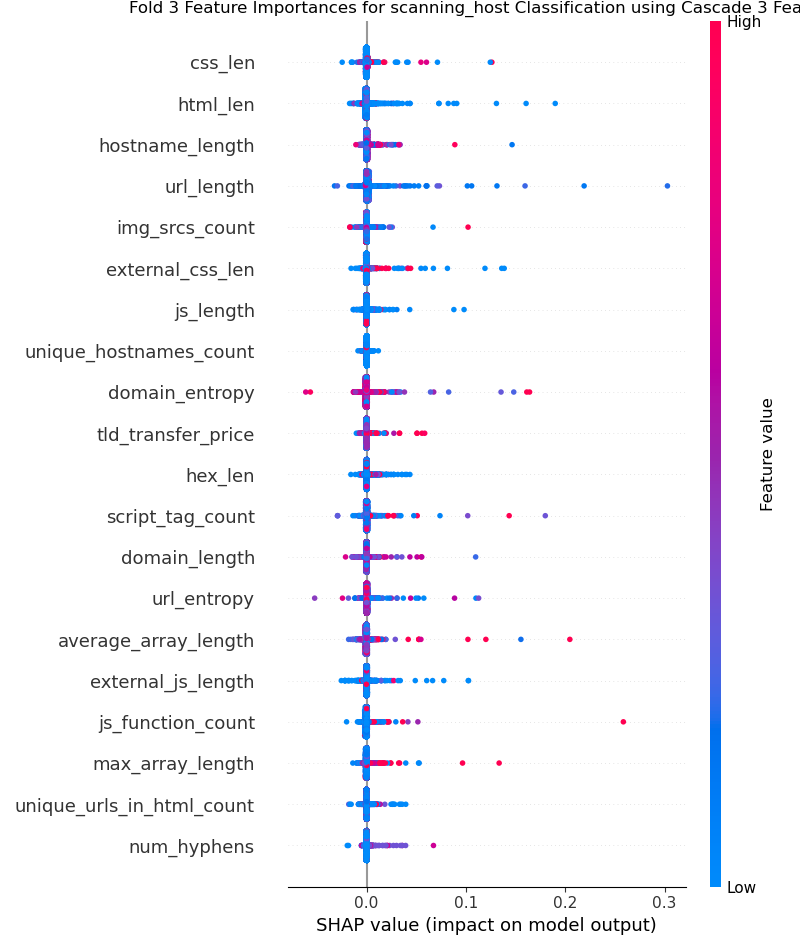 Fold 3 Feature Importances for scanning_host Classification using Cascade 3 Fea
High
css_len
html_len
hostname_length
url_length
img_srcs_count
external_css_len
js_length
unique_hostnames_count
domain_entropy
tld_transfer_price
hex_len
script_tag_count
domain_length
url_entropy
average_array_length
external_js_length
js_function_count
max_array_length
unique_urls_in_html_count
num_hyphens
Feature value
Low
0.0 0.1 0.2 0.3
SHAP value (impact on model output)